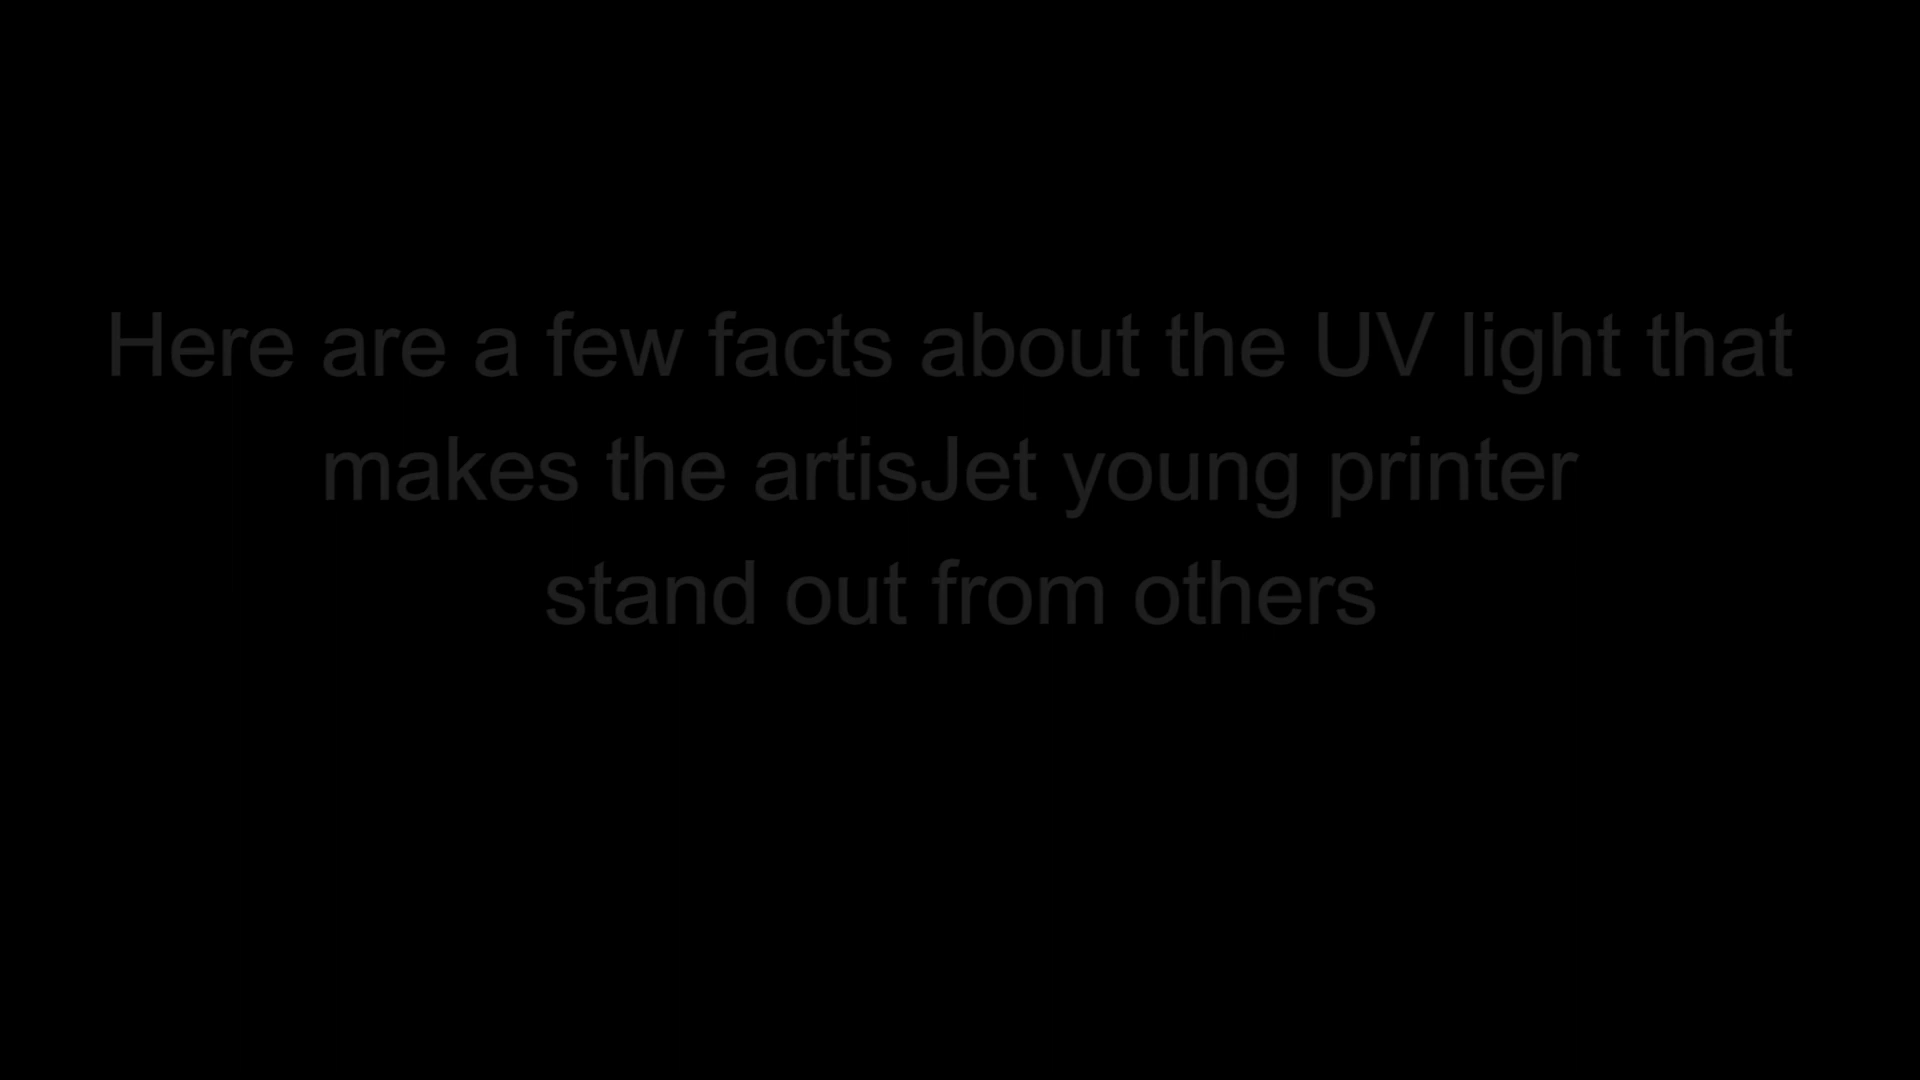 Here are a few facts about the UV light that
makes the artisJet young printer
stand out from others